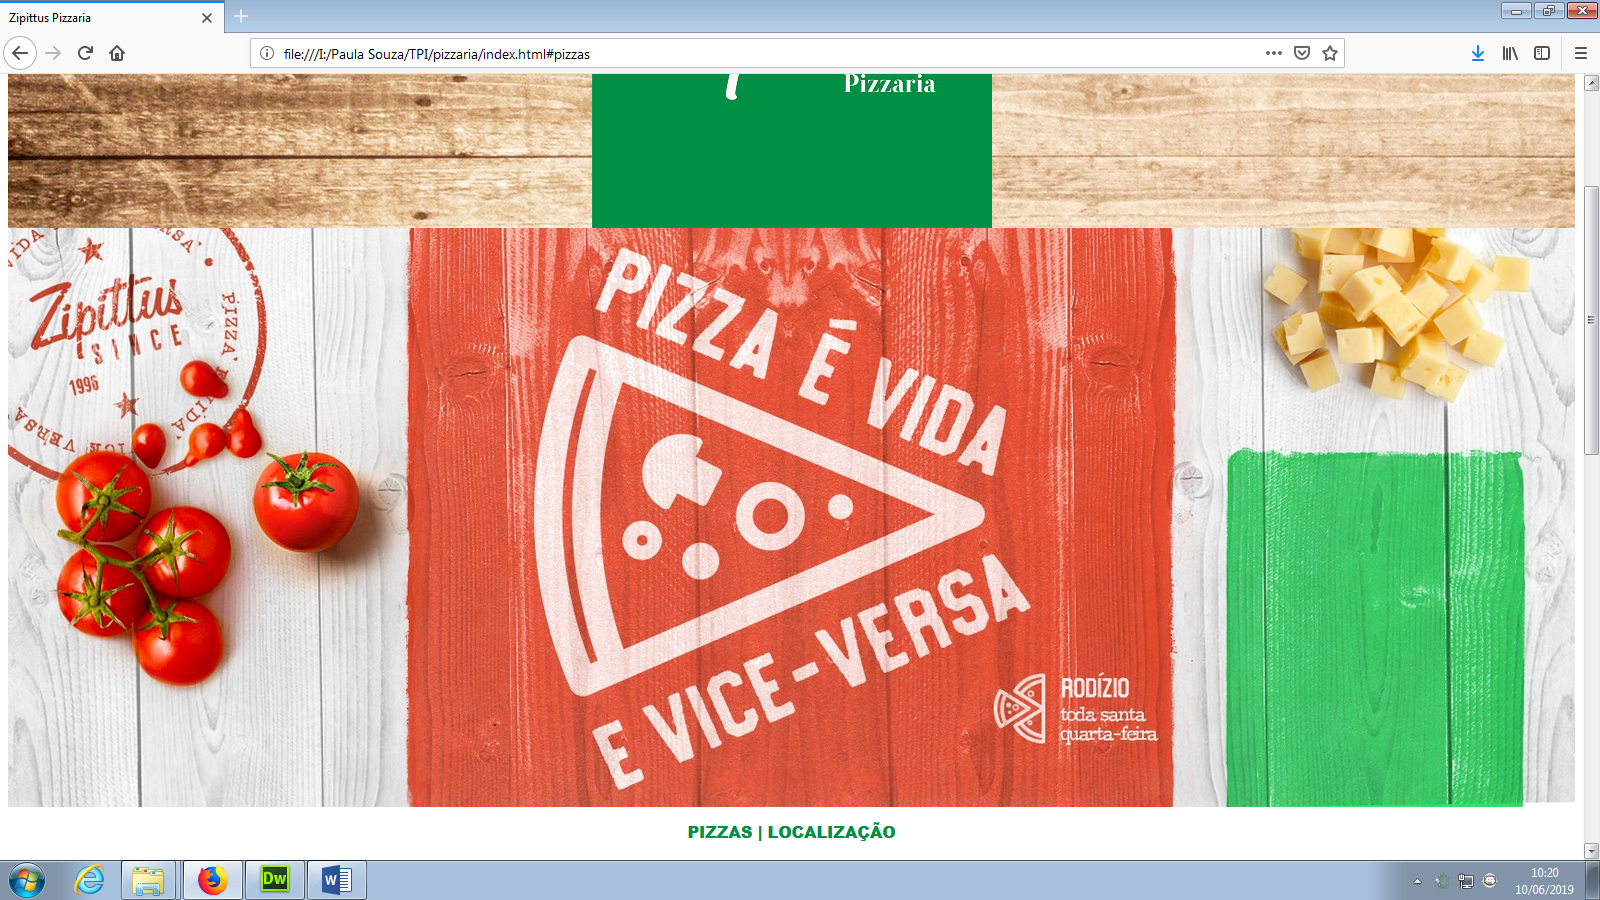 Zipittus Pizzaria
file:///I:/Paula Souza/TPI/pizzaria/index.html#pizzas
Pizzaria
Zipittus
SINCE
1996
PIZZA É VIDA
E VICE-VERSA
RODÍZIO
toda santa
quarta-feira
PIZZAS | LOCALIZAÇÃO
Dw
W
10:20
10/06/2019